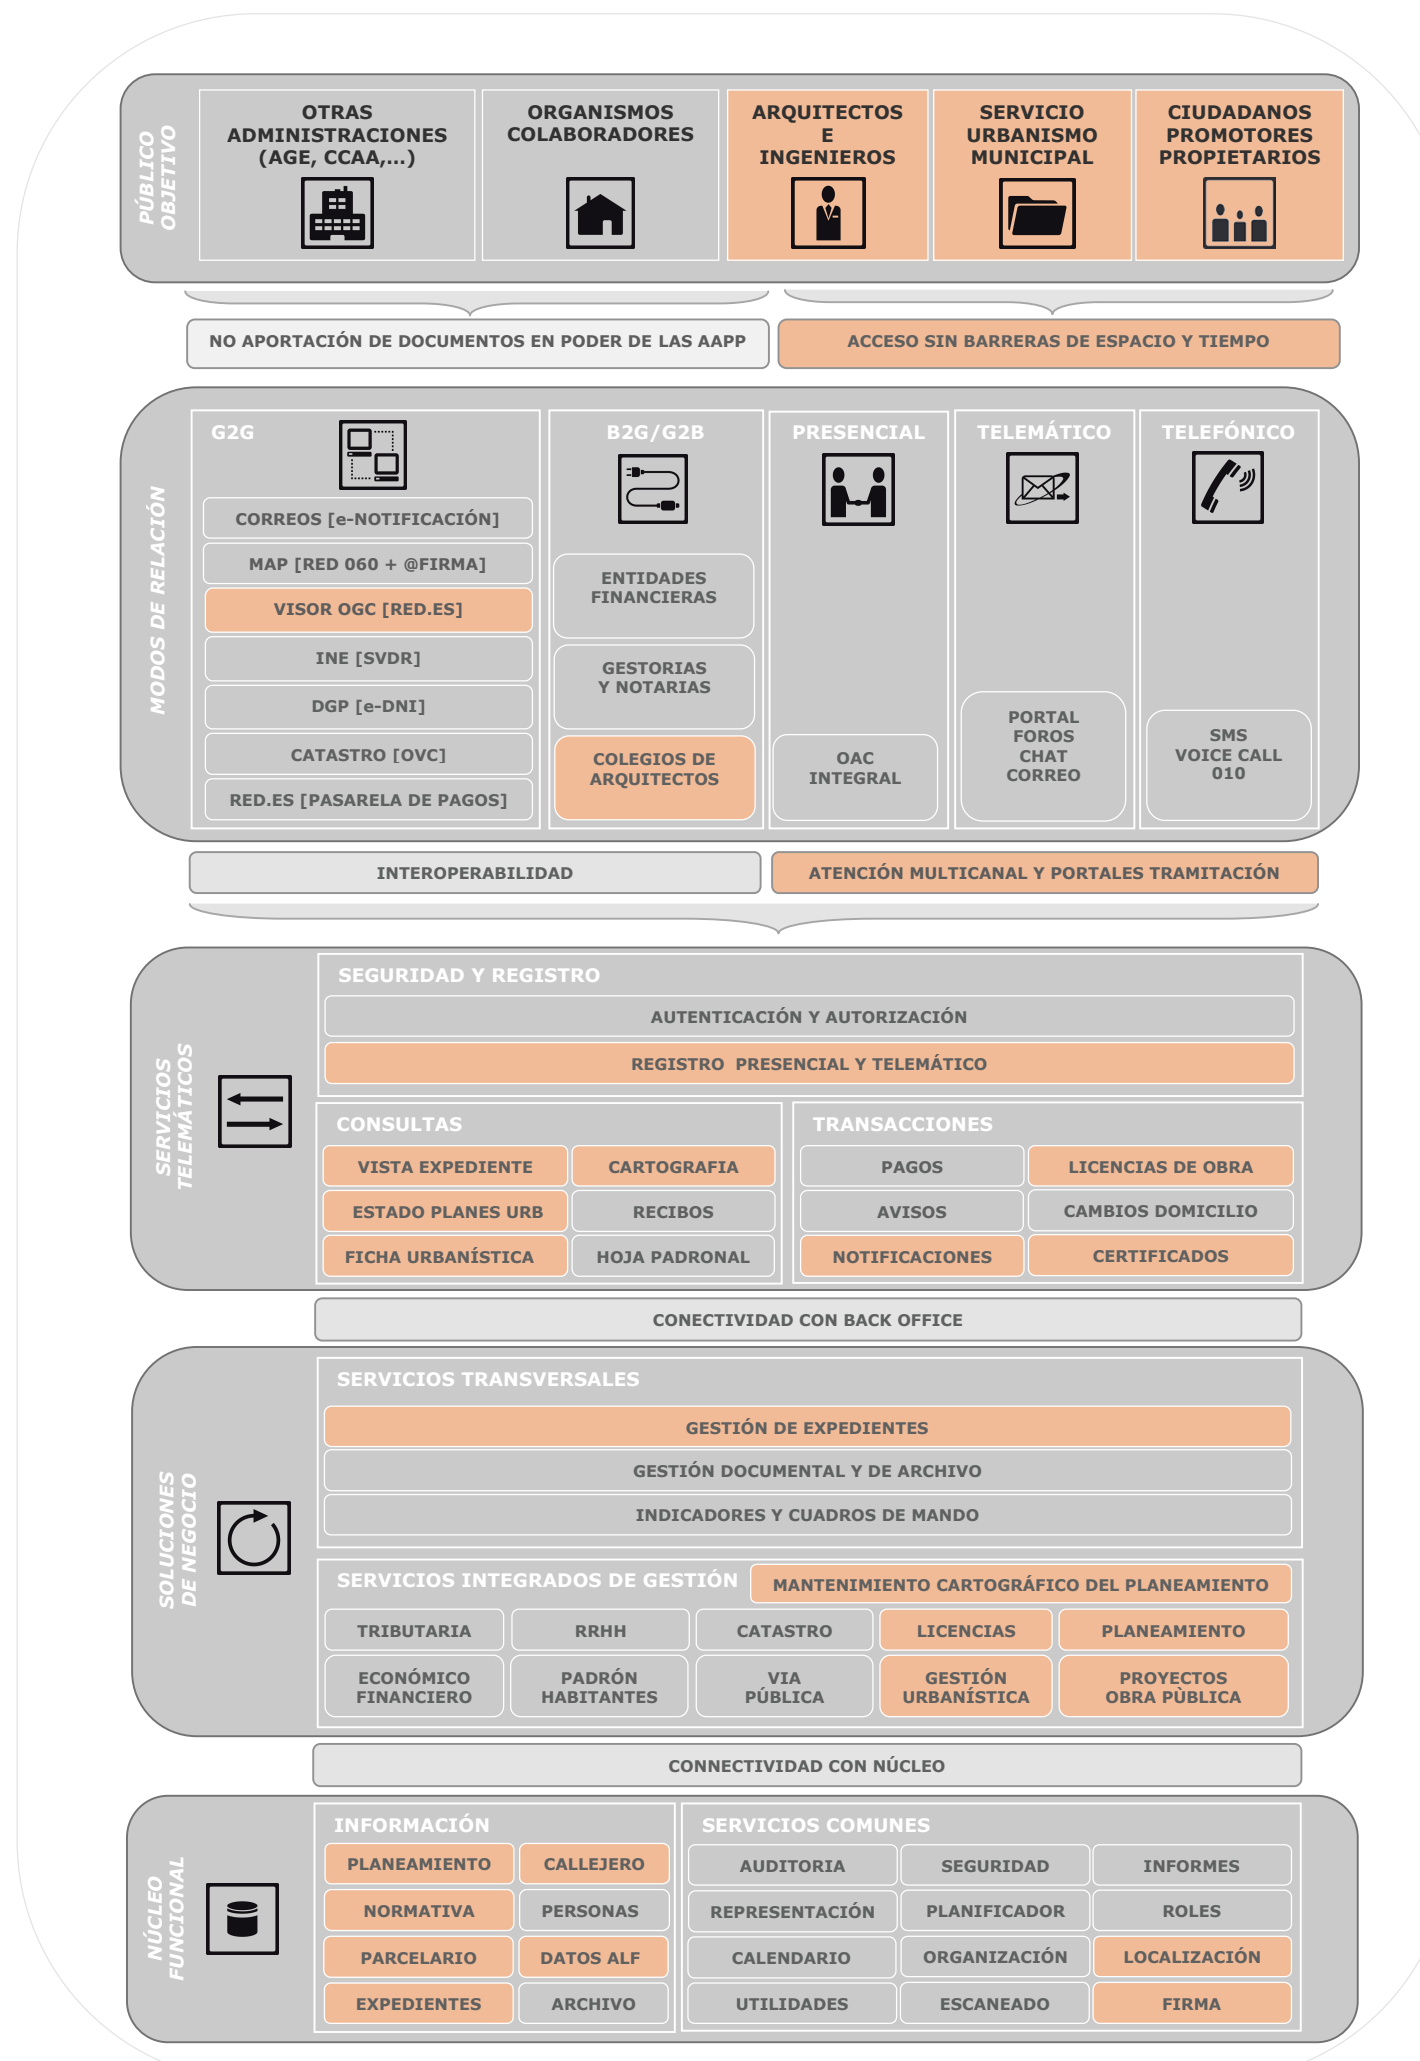 PÚBLICO
OBJETIVO
OTRAS
ADMINISTRACIONES
(AGE, CCAA,...)
ORGANISMOS
COLABORADORES
ARQUITECTOS
E
INGENIEROS
SERVICIO
URBANISMO
MUNICIPAL
CIUDADANOS
PROMOTORES
PROPIETARIOS
NO APORTACIÓN DE DOCUMENTOS EN PODER DE LAS AAPP
ACCESO SIN BARRERAS DE ESPACIO Y TIEMPO
MODOS DE RELACIÓN
G2G
CORREOS [e-NOTIFICACIÓN]
MAP [RED 060 + @FIRMA]
VISOR OGC [RED.ES]
INE [SVDR]
DGP [e-DNI]
CATASTRO [OVC]
RED.ES [PASARELA DE PAGOS]
B2G/G2B
ENTIDADES
FINANCIERAS
GESTORIAS
Y NOTARIAS
COLEGIOS DE
ARQUITECTOS
PRESENCIAL
OAC
INTEGRAL
TELEMÁTICO
PORTAL
FOROS
CHAT
CORREO
TELEFÓNICO
SMS
VOICE CALL
010
INTEROPERABILIDAD
ATENCIÓN MULTICANAL Y PORTALES TRAMITACIÓN
SERVICIOS
TELEMÁTICOS
SEGURIDAD Y REGISTRO
AUTENTICACIÓN Y AUTORIZACIÓN
REGISTRO  PRESENCIAL Y TELEMÁTICO
CONSULTAS
VISTA EXPEDIENTE
CARTOGRAFIA
ESTADO PLANES URB
RECIBOS
FICHA URBANÍSTICA
HOJA PADRONAL
TRANSACCIONES
PAGOS
LICENCIAS DE OBRA
AVISOS
CAMBIOS DOMICILIO
NOTIFICACIONES
CERTIFICADOS
CONECTIVIDAD CON BACK OFFICE
SOLUCIONES
DE NEGOCIO
SERVICIOS TRANSVERSALES
GESTIÓN DE EXPEDIENTES
GESTIÓN DOCUMENTAL Y DE ARCHIVO
INDICADORES Y CUADROS DE MANDO
SERVICIOS INTEGRADOS DE GESTIÓN
MANTENIMIENTO CARTOGRÁFICO DEL PLANEAMIENTO
TRIBUTARIA
RRHH
CATASTRO
LICENCIAS
PLANEAMIENTO
ECONÓMICO
FINANCIERO
PADRÓN
HABITANTES
VIA
PÚBLICA
GESTIÓN
URBANÍSTICA
PROYECTOS
OBRA PÙBLICA
CONNECTIVIDAD CON NÚCLEO
NÚCLEO
FUNCIONAL
INFORMACIÓN
PLANEAMIENTO
CALLEJERO
NORMATIVA
PERSONAS
PARCELARIO
DATOS ALF
EXPEDIENTES
ARCHIVO
SERVICIOS COMUNES
AUDITORIA
SEGURIDAD
INFORMES
REPRESENTACIÓN
PLANIFICADOR
ROLES
CALENDARIO
ORGANIZACIÓN
LOCALIZACIÓN
UTILIDADES
ESCANEADO
FIRMA